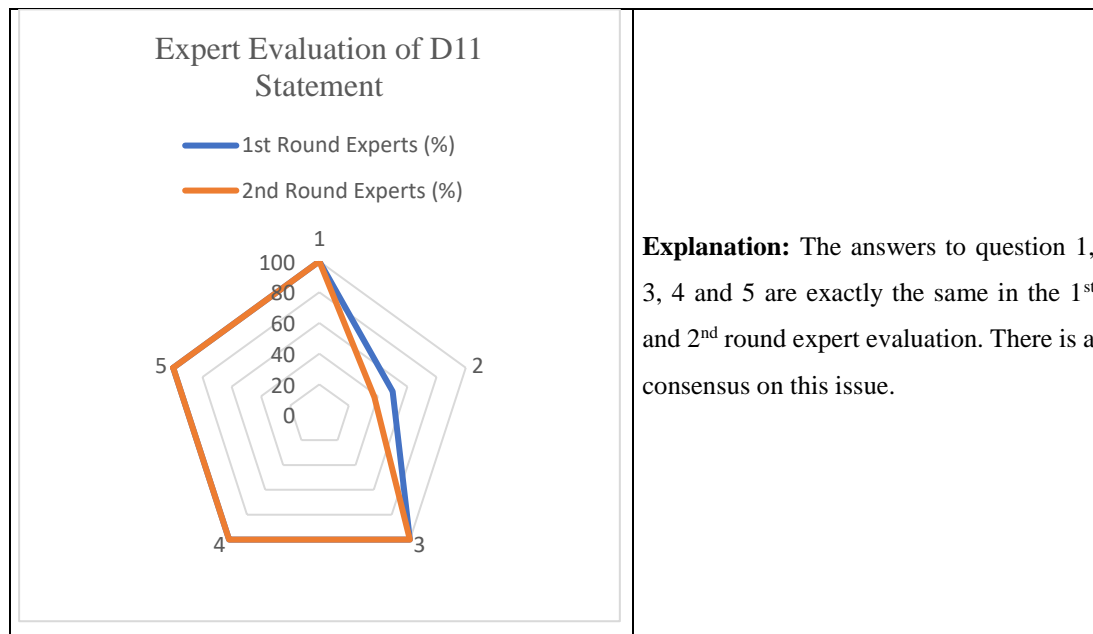 Expert Evaluation of D11
Statement
1st Round Experts (%)
2nd Round Experts (%)
1
100
80
60
40
20
0
5
2
4
3
Explanation: The answers to question 1,
3, 4 and 5 are exactly the same in the 1st
and 2nd round expert evaluation. There is a
consensus on this issue.